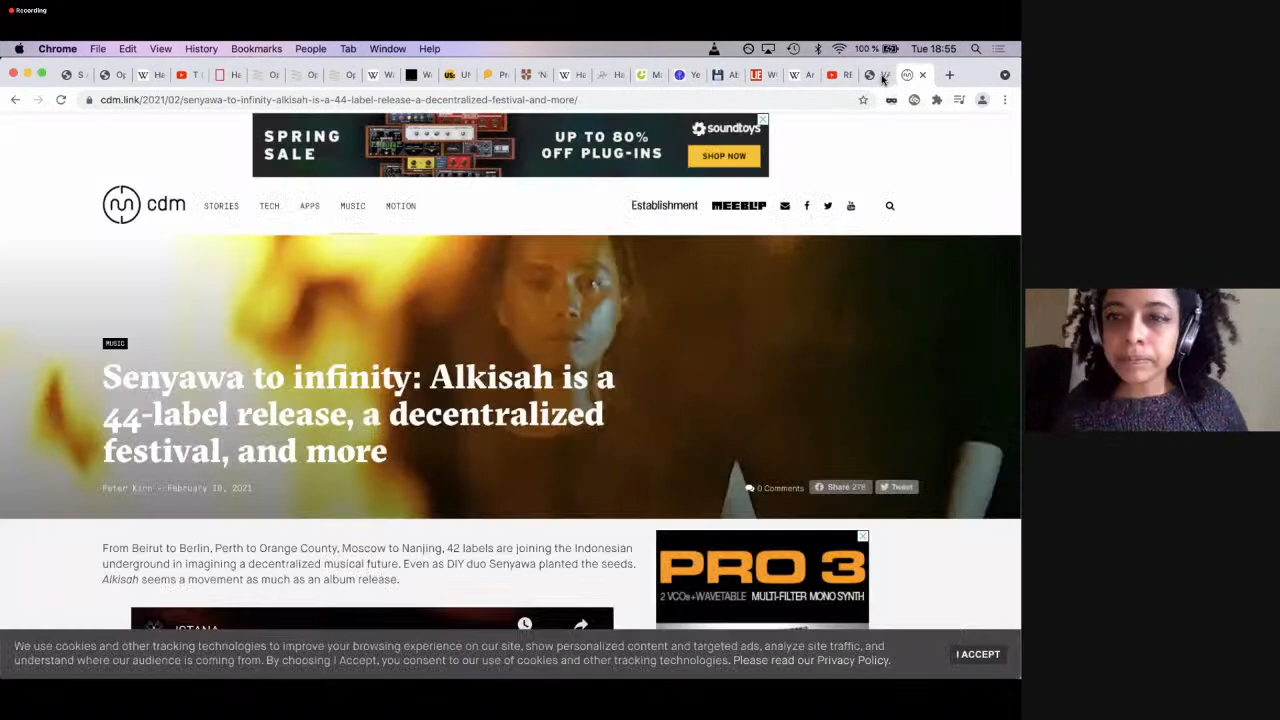 Recording
Chrome File Edit View History Bookmarks People Tab Window Help 100 % Tue 18:55
cdm.link/2021/02/senyawa-to-infinity-alkisah-is-a-44-label-release-a-decentralized-festival-and-more/
SPRING SALE
UP TO 80% OFF PLUG-INS
soundtoys
SHOP NOW
cdm STORIES TECH APPS MUSIC MOTION Establishment MEEBLIP
MUSIC
Senyawa to infinity: Alkisah is a
44-label release, a decentralized
festival, and more
Peter Kirn - February 10, 2021
0 Comments Share 278 Tweet
From Beirut to Berlin, Perth to Orange County, Moscow to Nanjing, 42 labels are joining the Indonesian
underground in imagining a decentralized musical future. Even as DIY duo Senyawa planted the seeds.
Alkisah seems a movement as much as an album release.
PRO 3
2 VCOs+WAVETABLE MULTI-FILTER MONO SYNTH
ISTANA
We use cookies and other tracking technologies to improve your browsing experience on our site, show personalized content and targeted ads, analyze site traffic, and
understand where our audience is coming from. By choosing I Accept, you consent to our use of cookies and other tracking technologies. Please read our Privacy Policy.
I ACCEPT